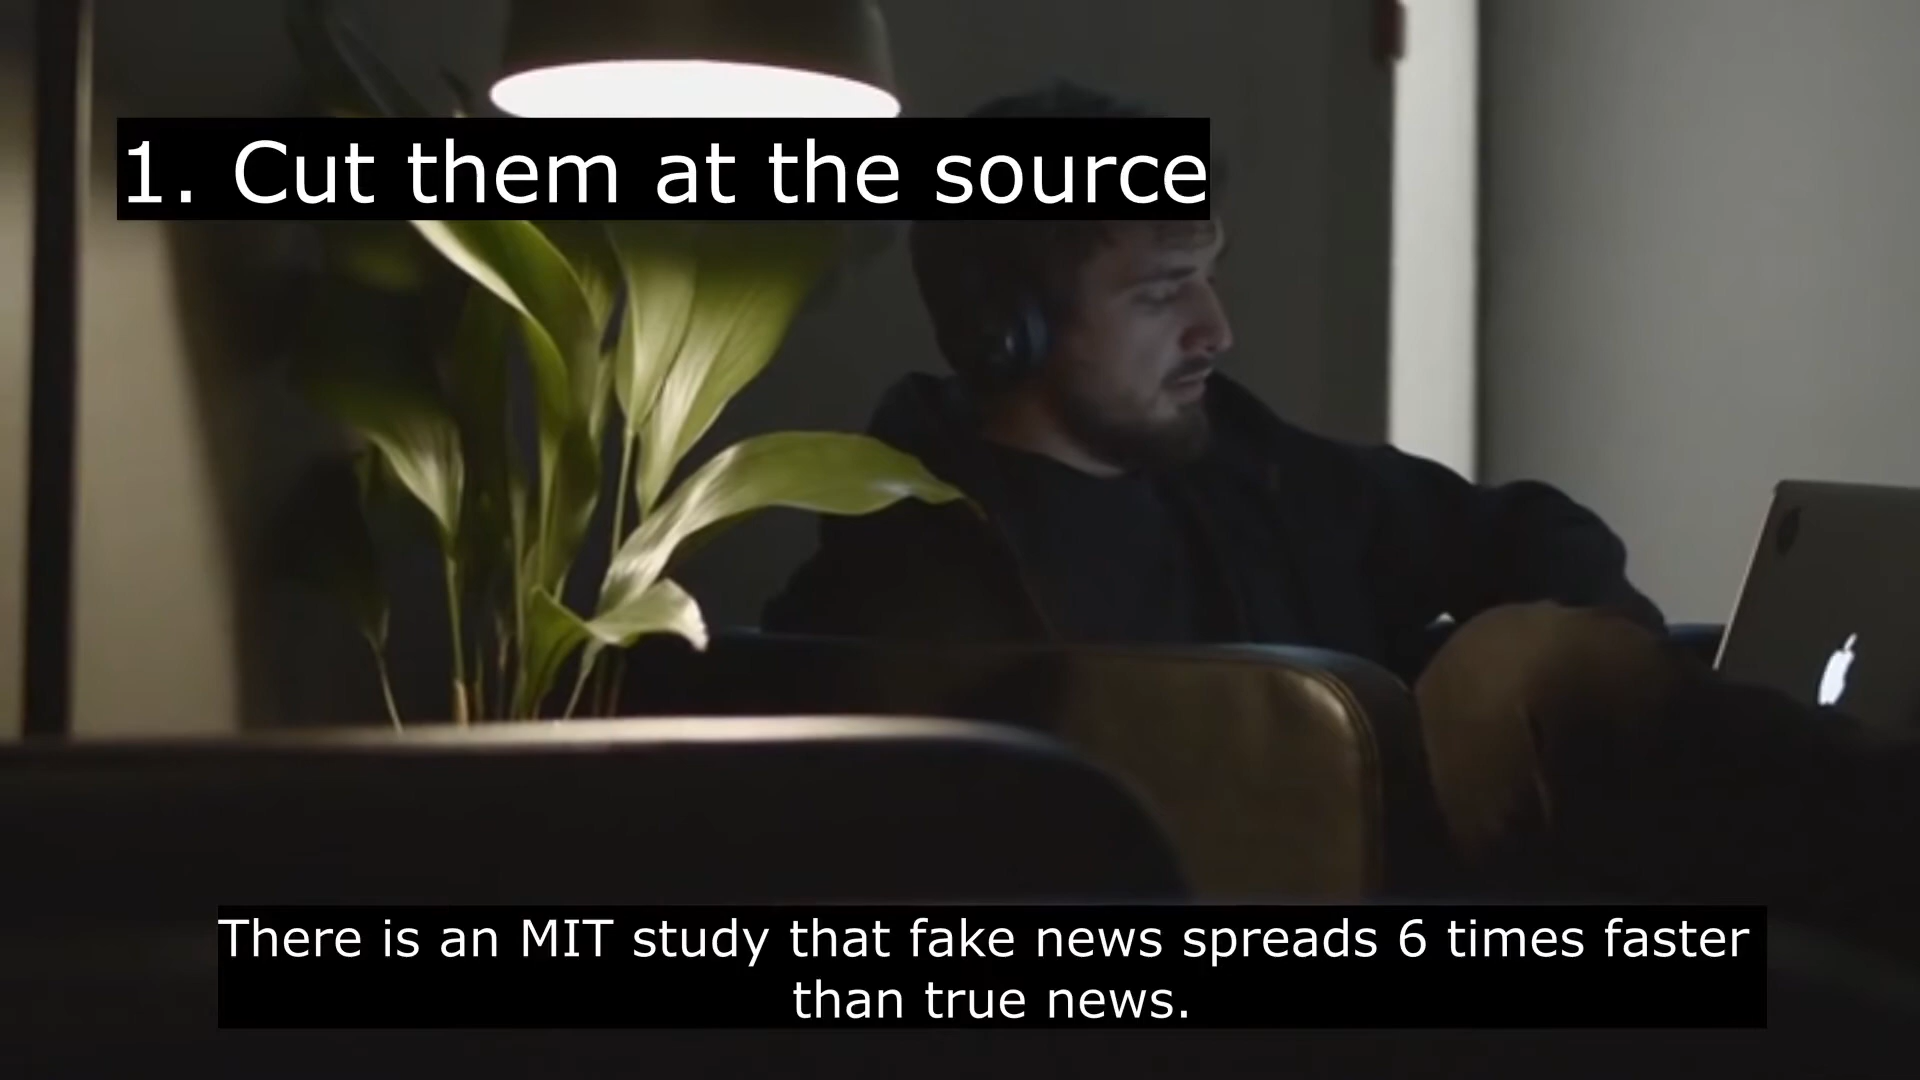 1. Cut them at the source
There is an MIT study that fake news spreads 6 times faster
than true news.